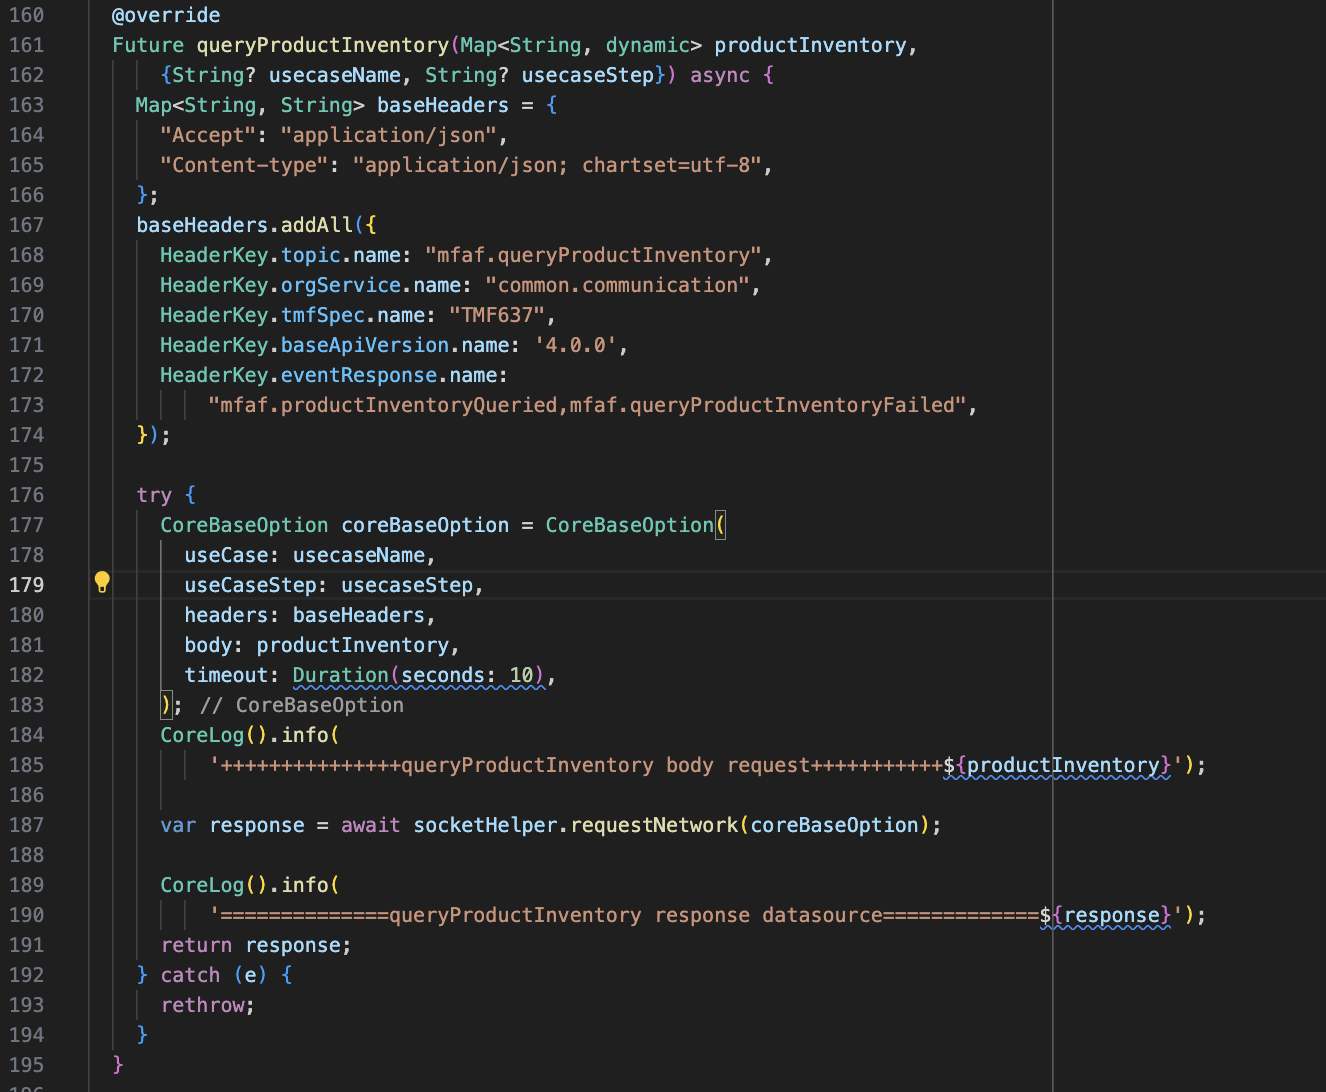 160 @override
161 Future queryProductInventory(Map<String, dynamic> productInventory,
162     {String? usecaseName, String? usecaseStep}) async {
163   Map<String, String> baseHeaders = {
164     "Accept": "application/json",
165     "Content-type": "application/json; chartset=utf-8",
166   };
167   baseHeaders.addAll({
168     HeaderKey.topic.name: "mfaf.queryProductInventory",
169     HeaderKey.orgService.name: "common.communication",
170     HeaderKey.tmfSpec.name: "TMF637",
171     HeaderKey.baseApiVersion.name: '4.0.0',
172     HeaderKey.eventResponse.name:
173         "mfaf.productInventoryQueried,mfaf.queryProductInventoryFailed",
174   });
175
176   try {
177     CoreBaseOption coreBaseOption = CoreBaseOption(
178       useCase: usecaseName,
179       useCaseStep: usecaseStep,
180       headers: baseHeaders,
181       body: productInventory,
182       timeout: Duration(seconds: 10),
183     ); // CoreBaseOption
184     CoreLog().info(
185         '+++++++++++++++queryProductInventory body request+++++++++++${productInventory}');
186
187     var response = await socketHelper.requestNetwork(coreBaseOption);
188
189     CoreLog().info(
190         '==============queryProductInventory response datasource=============${response}');
191     return response;
192   } catch (e) {
193     rethrow;
194   }
195 }